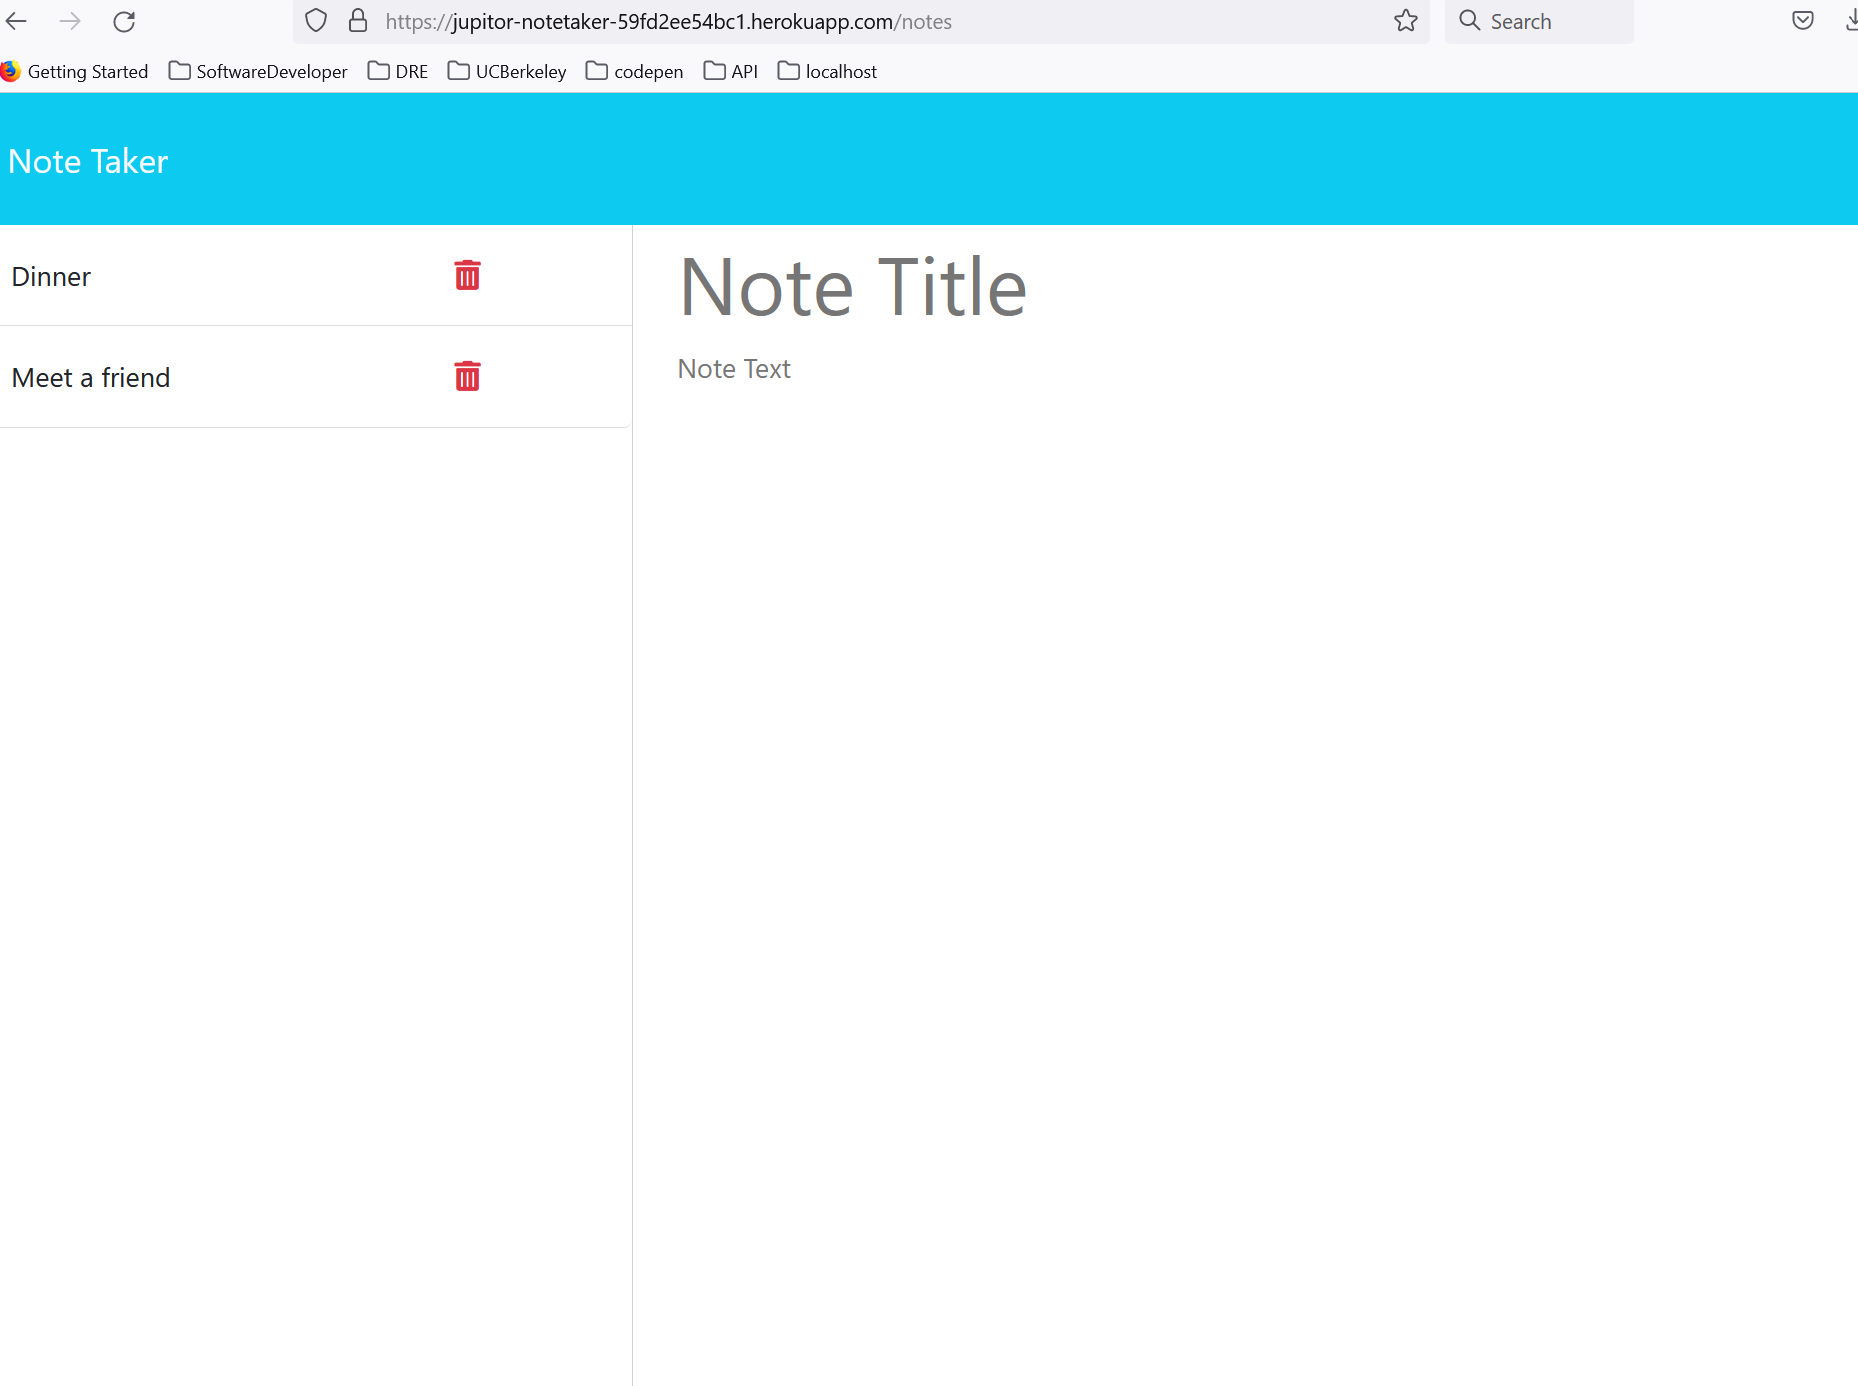 https://jupitor-notetaker-59fd2ee54bc1.herokuapp.com/notes
Search
Getting Started
SoftwareDeveloper
DRE
UCBerkeley
codepen
API
localhost
Note Taker
Dinner
Meet a friend
Note Title
Note Text